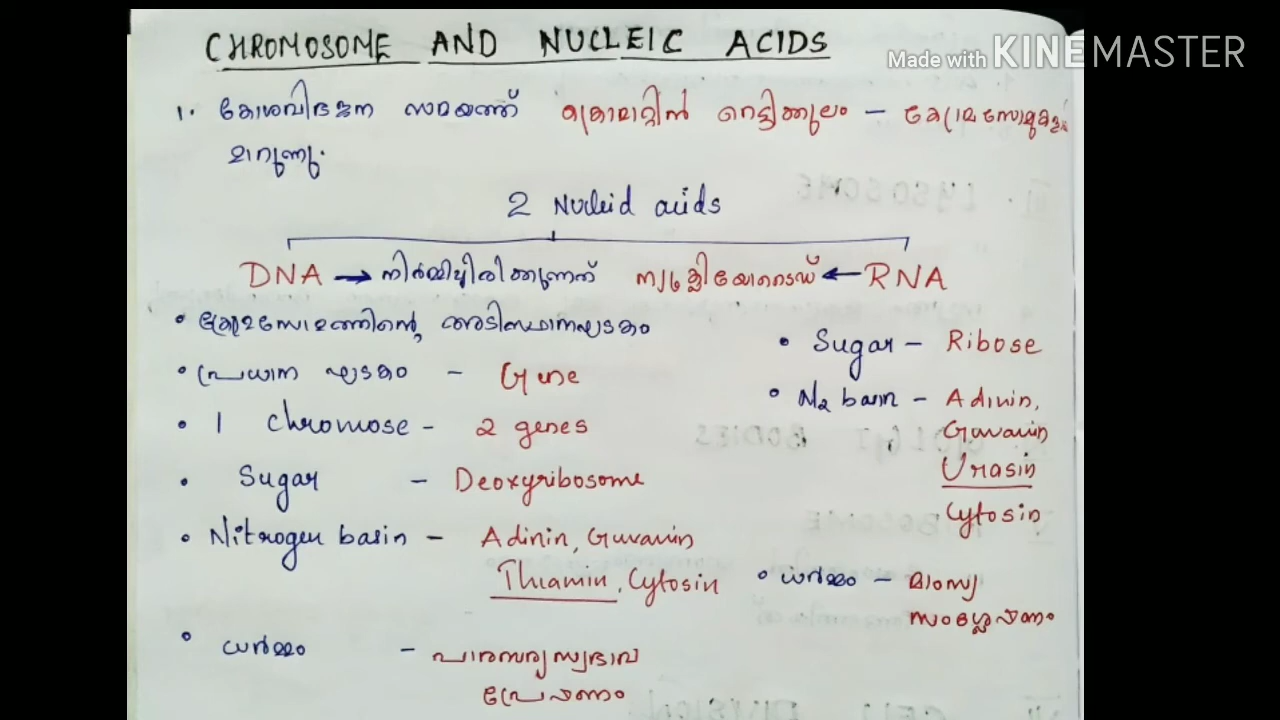 CHROMOSOME AND NUCLEIC ACIDS
Made with KINEMASTER
1. കോശവിഭജന സമയത്ത് ക്രൊമാറ്റിൻ റെട്ടിക്കുലം - ക്രോമസോമുകളായി
മാറുന്നു.
2 Nucleid acids
DNA → നിർമ്മിച്ചിരിക്കുന്നത് ന്യൂക്ലിയോടൈഡ് ← RNA
• ക്രോമസോമത്തിന്റെ അടിസ്ഥാനഘടകം
• പ്രധാന ഘടകം - Gene
• 1 Chromose - 2 genes
• Sugar - Deoxyribosome
• Nitrogen basin - Adinin, Guvanin
Thiamin, Cytosin
• ധർമ്മം - പാരമ്പര്യസ്വഭാവ
പ്രേഷണം
• Sugar - Ribose
• N2 basin - Adinin,
Guvanin
Urasin
Cytosin
• ധർമ്മം - മാംസ്യ
സംശ്ലേഷണം